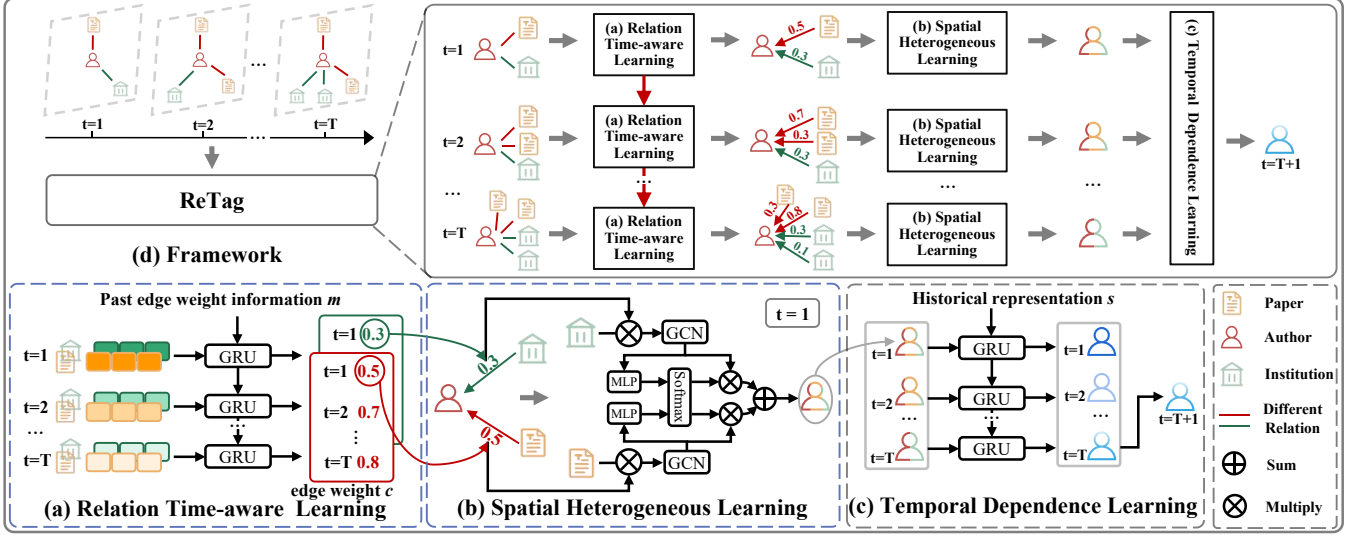 t=1
t=2
...
t=T
...
ReTag
(d) Framework
t=1
(a) Relation
Time-aware
Learning
0.5
0.3
(b) Spatial
Heterogeneous
Learning
t=2
(a) Relation
Time-aware
Learning
0.7
0.3
0.3
(b) Spatial
Heterogeneous
Learning
...
...
...
...
t=T
(a) Relation
Time-aware
Learning
0.3
0.8
0.3
0.1
(b) Spatial
Heterogeneous
Learning
(c) Temporal Dependence Learning
t=T+1
Past edge weight information m
t=1
GRU
t=2
GRU
...
t=T
GRU
t=1 0.3
t=1 0.5
t=2 0.7
t=T 0.8
edge weight c
(a) Relation Time-aware Learning
t = 1
0.3
0.5
GCN
MLP
Softmax
MLP
GCN
(b) Spatial Heterogeneous Learning
Historical representation s
t=1
GRU
t=1
t=2
GRU
t=2
...
...
t=T
GRU
t=T
t=T+1
(c) Temporal Dependence Learning
Paper
Author
Institution
Different
Relation
Sum
Multiply